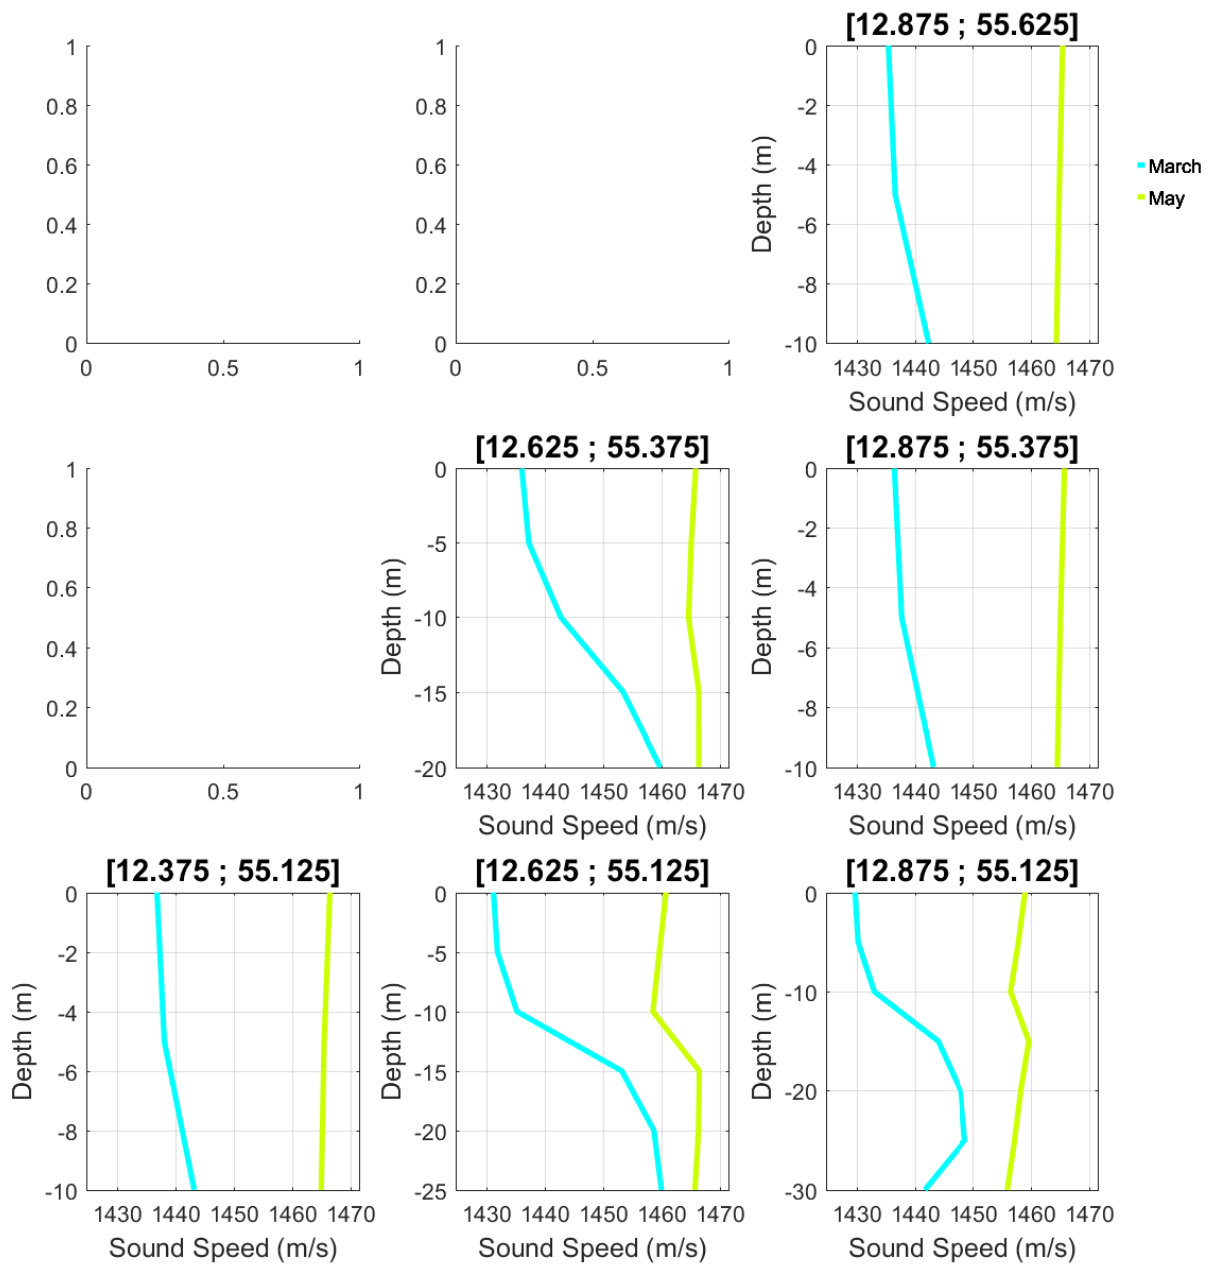 [12.875 ; 55.625]
1
0.8
0.6
0.4
0.2
0
0 0.5 1
1
0.8
0.6
0.4
0.2
0
0 0.5 1
0
-2
-4
-6
-8
-10
Depth (m)
1430 1440 1450 1460 1470
Sound Speed (m/s)
March
May
1
0.8
0.6
0.4
0.2
0
0 0.5 1
[12.625 ; 55.375]
0
-5
-10
-15
-20
Depth (m)
1430 1440 1450 1460 1470
Sound Speed (m/s)
[12.875 ; 55.375]
0
-2
-4
-6
-8
-10
Depth (m)
1430 1440 1450 1460 1470
Sound Speed (m/s)
[12.375 ; 55.125]
0
-2
-4
-6
-8
-10
Depth (m)
1430 1440 1450 1460 1470
Sound Speed (m/s)
[12.625 ; 55.125]
0
-5
-10
-15
-20
-25
Depth (m)
1430 1440 1450 1460 1470
Sound Speed (m/s)
[12.875 ; 55.125]
0
-10
-20
-30
Depth (m)
1430 1440 1450 1460 1470
Sound Speed (m/s)